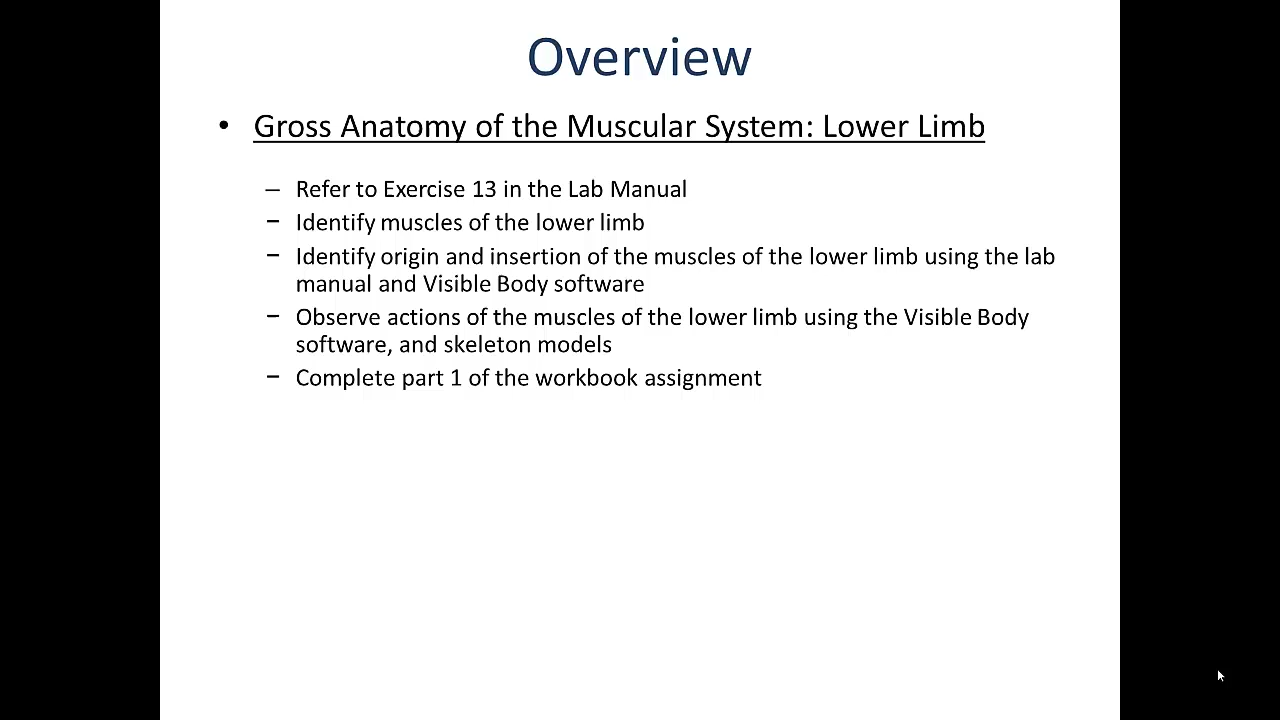 Overview
• Gross Anatomy of the Muscular System: Lower Limb
– Refer to Exercise 13 in the Lab Manual
– Identify muscles of the lower limb
– Identify origin and insertion of the muscles of the lower limb using the lab
manual and Visible Body software
– Observe actions of the muscles of the lower limb using the Visible Body
software, and skeleton models
– Complete part 1 of the workbook assignment